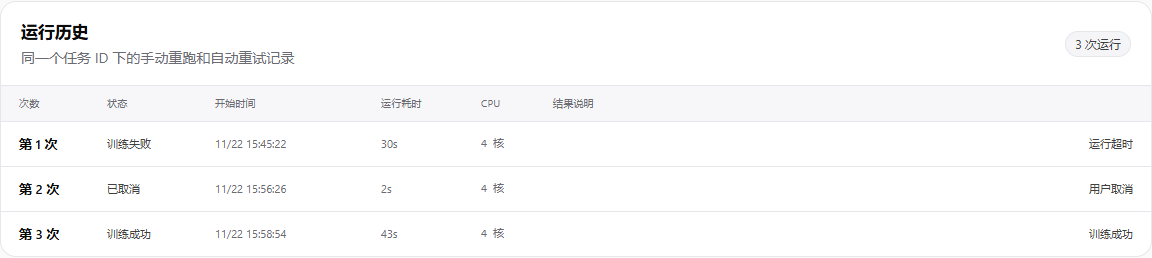 运行历史
同一个任务 ID 下的手动重跑和自动重试记录
3 次运行
次数 状态 开始时间 运行耗时 CPU 结果说明
第 1 次 训练失败 11/22 15:45:22 30s 4 核 运行超时
第 2 次 已取消 11/22 15:56:26 2s 4 核 用户取消
第 3 次 训练成功 11/22 15:58:54 43s 4 核 训练成功